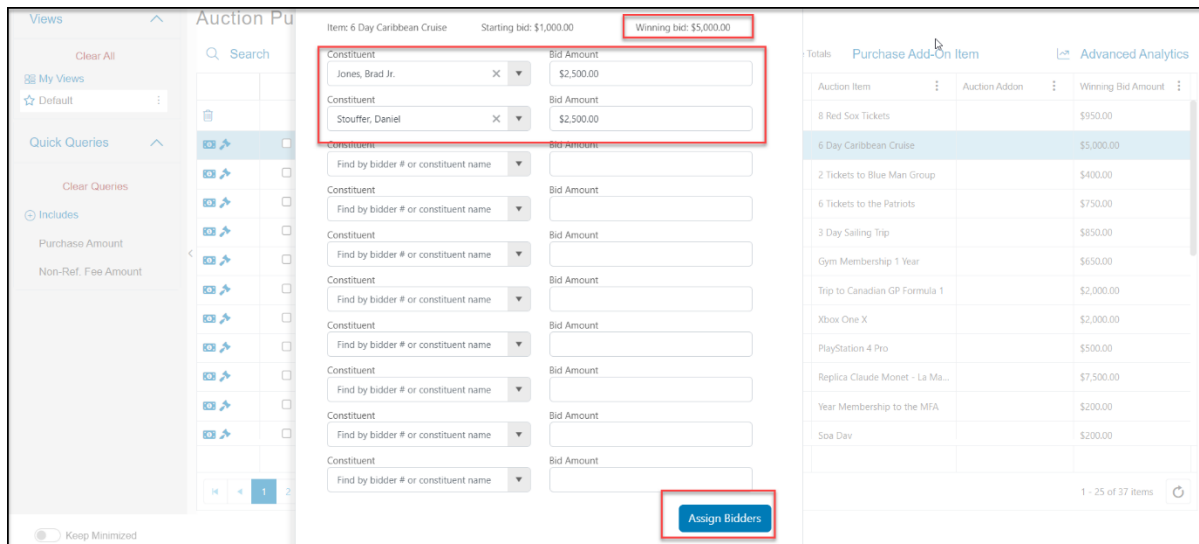 Views
Clear All
My Views
Default
Quick Queries
Clear Queries
Includes
Purchase Amount
Non-Ref. Fee Amount
Keep Minimized
Auction Pu
Search
1 2
Item: 6 Day Caribbean Cruise Starting bid: $1,000.00 Winning bid: $5,000.00
Constituent Bid Amount
Jones, Brad Jr. $2,500.00
Constituent Bid Amount
Stouffer, Daniel $2,500.00
Constituent Bid Amount
Find by bidder # or constituent name
Constituent Bid Amount
Find by bidder # or constituent name
Constituent Bid Amount
Find by bidder # or constituent name
Constituent Bid Amount
Find by bidder # or constituent name
Constituent Bid Amount
Find by bidder # or constituent name
Constituent Bid Amount
Find by bidder # or constituent name
Constituent Bid Amount
Find by bidder # or constituent name
Constituent Bid Amount
Find by bidder # or constituent name
Assign Bidders
Totals Purchase Add-On Item Advanced Analytics
Auction Item Auction Addon Winning Bid Amount
8 Red Sox Tickets $950.00
6 Day Caribbean Cruise $5,000.00
2 Tickets to Blue Man Group $400.00
6 Tickets to the Patriots $750.00
3 Day Sailing Trip $850.00
Gym Membership 1 Year $650.00
Trip to Canadian GP Formula 1 $2,000.00
Xbox One X $2,000.00
PlayStation 4 Pro $500.00
Replica Claude Monet - La Ma... $7,500.00
Year Membership to the MFA $200.00
Spa Day $200.00
1 - 25 of 37 items